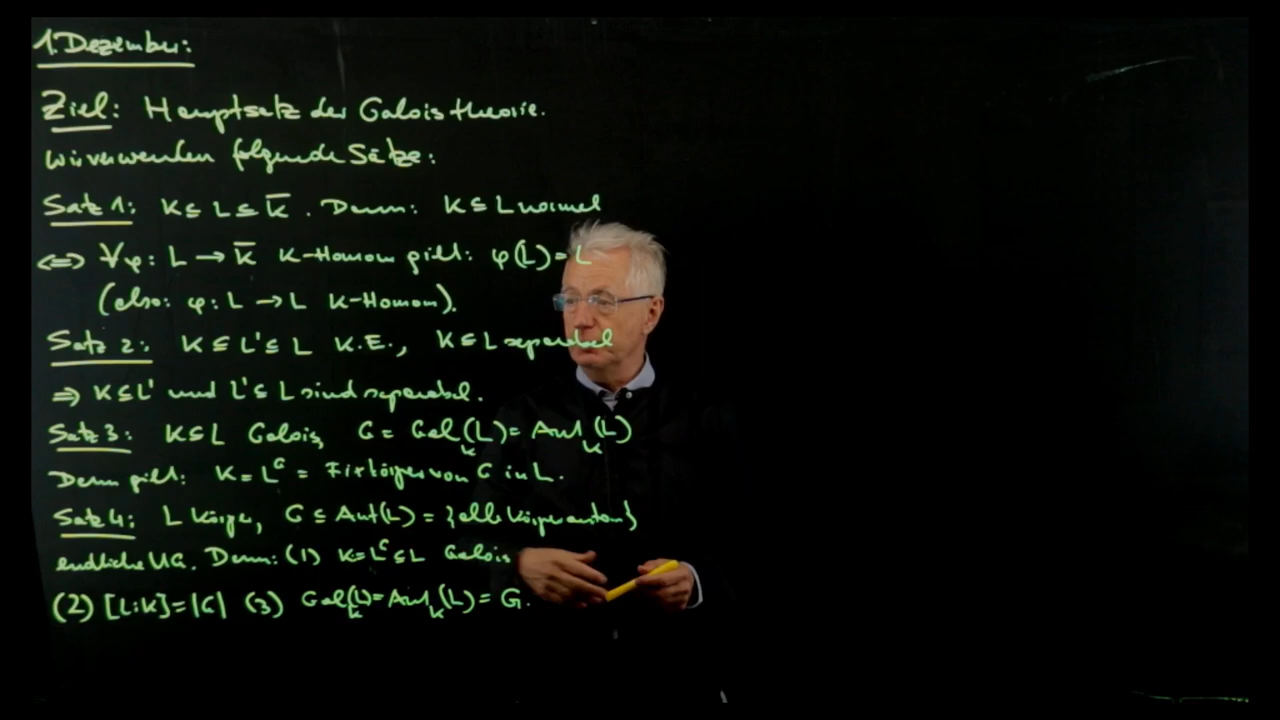 1. Dezember:
Ziel: Hauptsatz der Galoistheorie.
Wir verwenden folgende Sätze:
Satz 1: K ⊆ L ⊆ K̅. Dann: K ⊆ L normal
⇔ ∀φ: L → K̅ K-Homom gilt: φ(L) = L
(also: φ: L → L K-Homom).
Satz 2: K ⊆ L' ⊆ L K.E., K ⊆ L separabel
⇒ K ⊆ L' und L' ⊆ L sind separabel.
Satz 3: K ⊆ L Galois, G = Gal_K(L) = Aut_K(L)
Dann gilt: K = L^G = Fixkörper von G in L.
Satz 4: L Körper, G ⊆ Aut(L) = {alle Körperautom}
endliche UG. Dann: (1) K = L^G ⊆ L Galois
(2) [L:K] = |G| (3) Gal_K(L) = Aut_K(L) = G.